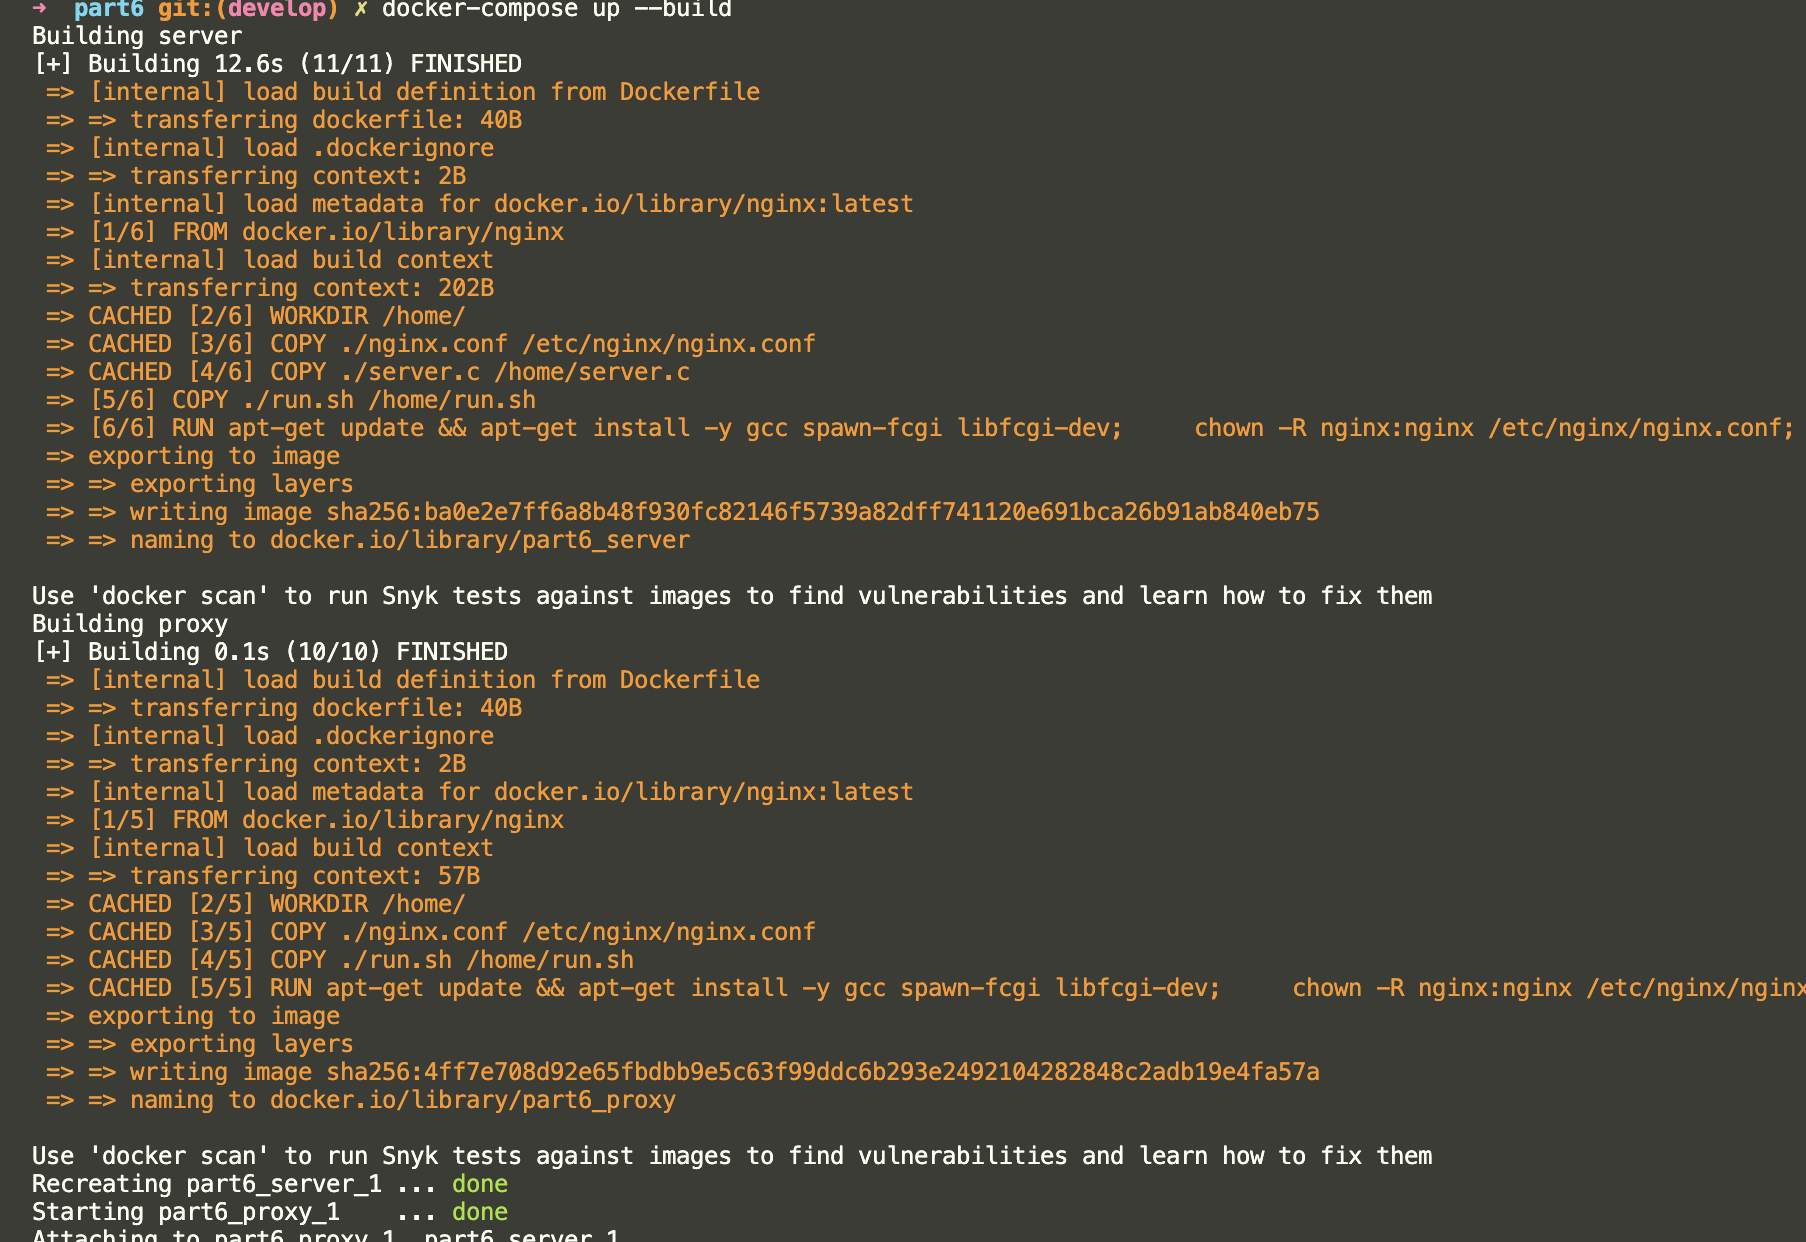 → part6 git:(develop) ✗ docker-compose up --build
Building server
[+] Building 12.6s (11/11) FINISHED
=> [internal] load build definition from Dockerfile
=> => transferring dockerfile: 40B
=> [internal] load .dockerignore
=> => transferring context: 2B
=> [internal] load metadata for docker.io/library/nginx:latest
=> [1/6] FROM docker.io/library/nginx
=> [internal] load build context
=> => transferring context: 202B
=> CACHED [2/6] WORKDIR /home/
=> CACHED [3/6] COPY ./nginx.conf /etc/nginx/nginx.conf
=> CACHED [4/6] COPY ./server.c /home/server.c
=> [5/6] COPY ./run.sh /home/run.sh
=> [6/6] RUN apt-get update && apt-get install -y gcc spawn-fcgi libfcgi-dev;     chown -R nginx:nginx /etc/nginx/nginx.conf;
=> exporting to image
=> => exporting layers
=> => writing image sha256:ba0e2e7ff6a8b48f930fc82146f5739a82dff741120e691bca26b91ab840eb75
=> => naming to docker.io/library/part6_server
Use 'docker scan' to run Snyk tests against images to find vulnerabilities and learn how to fix them
Building proxy
[+] Building 0.1s (10/10) FINISHED
=> [internal] load build definition from Dockerfile
=> => transferring dockerfile: 40B
=> [internal] load .dockerignore
=> => transferring context: 2B
=> [internal] load metadata for docker.io/library/nginx:latest
=> [1/5] FROM docker.io/library/nginx
=> [internal] load build context
=> => transferring context: 57B
=> CACHED [2/5] WORKDIR /home/
=> CACHED [3/5] COPY ./nginx.conf /etc/nginx/nginx.conf
=> CACHED [4/5] COPY ./run.sh /home/run.sh
=> CACHED [5/5] RUN apt-get update && apt-get install -y gcc spawn-fcgi libfcgi-dev;     chown -R nginx:nginx /etc/nginx/nginx
=> exporting to image
=> => exporting layers
=> => writing image sha256:4ff7e708d92e65fbdbb9e5c63f99ddc6b293e2492104282848c2adb19e4fa57a
=> => naming to docker.io/library/part6_proxy
Use 'docker scan' to run Snyk tests against images to find vulnerabilities and learn how to fix them
Recreating part6_server_1 ... done
Starting part6_proxy_1    ... done
Attaching to part6_proxy_1, part6_server_1